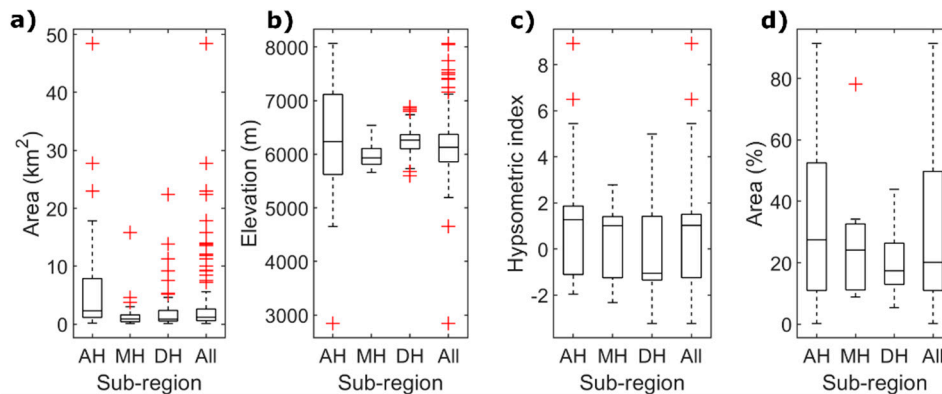 a)
Area (km²)
50
40
30
20
10
0
AH MH DH All
Sub-region
b)
Elevation (m)
8000
7000
6000
5000
4000
3000
AH MH DH All
Sub-region
c)
Hypsometric index
8
6
4
2
0
-2
AH MH DH All
Sub-region
d)
Area (%)
80
60
40
20
0
AH MH DH All
Sub-region